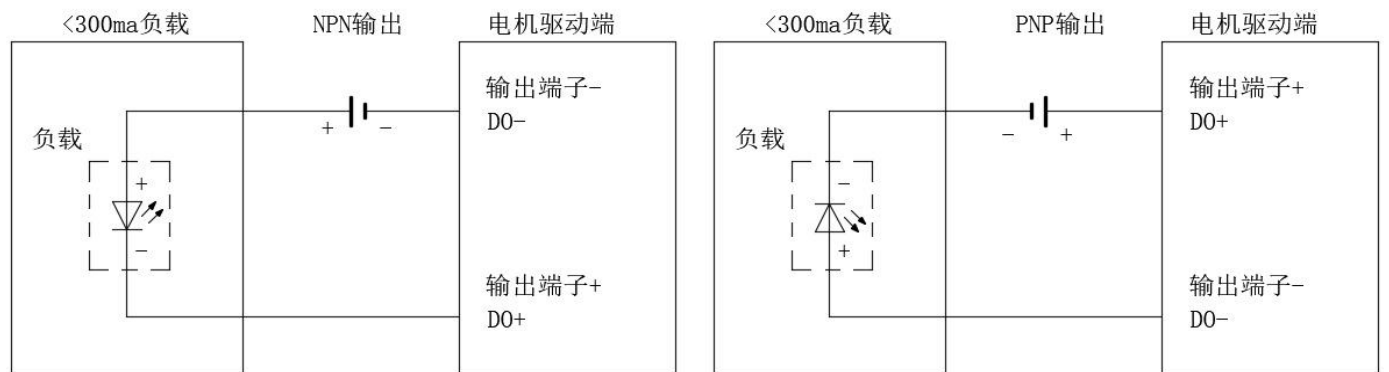 <300ma负载 NPN输出 电机驱动端
输出端子-
DO-
+ -
负载
+
-
输出端子+
DO+
<300ma负载 PNP输出 电机驱动端
输出端子+
DO+
- +
负载
-
+
输出端子-
DO-